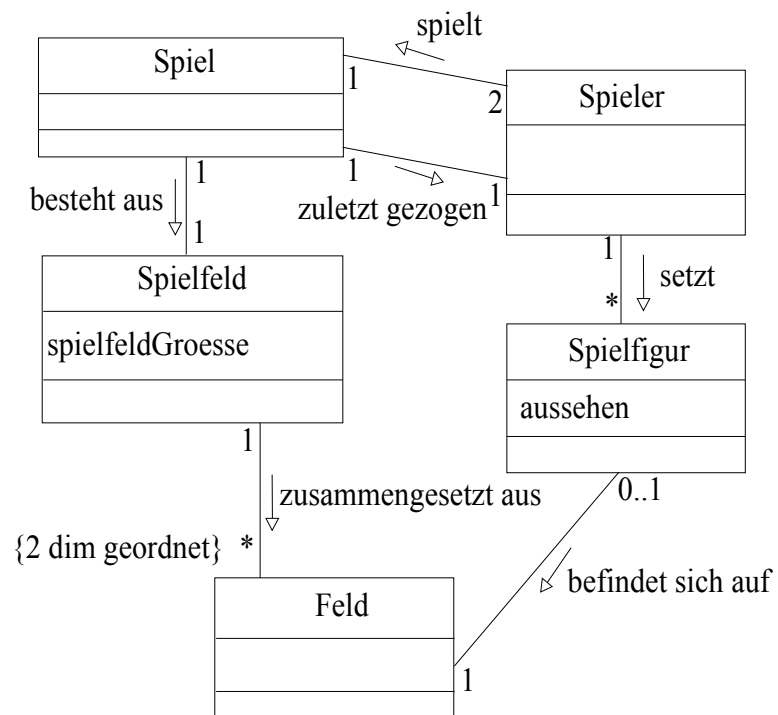 spielt
Spiel
1
2
Spieler
1
1
besteht aus
1
zuletzt gezogen
1
1
Spielfeld
1
setzt
*
spielfeldGroesse
Spielfigur
aussehen
1
0..1
zusammengesetzt aus
{2 dim geordnet} *
befindet sich auf
Feld
1